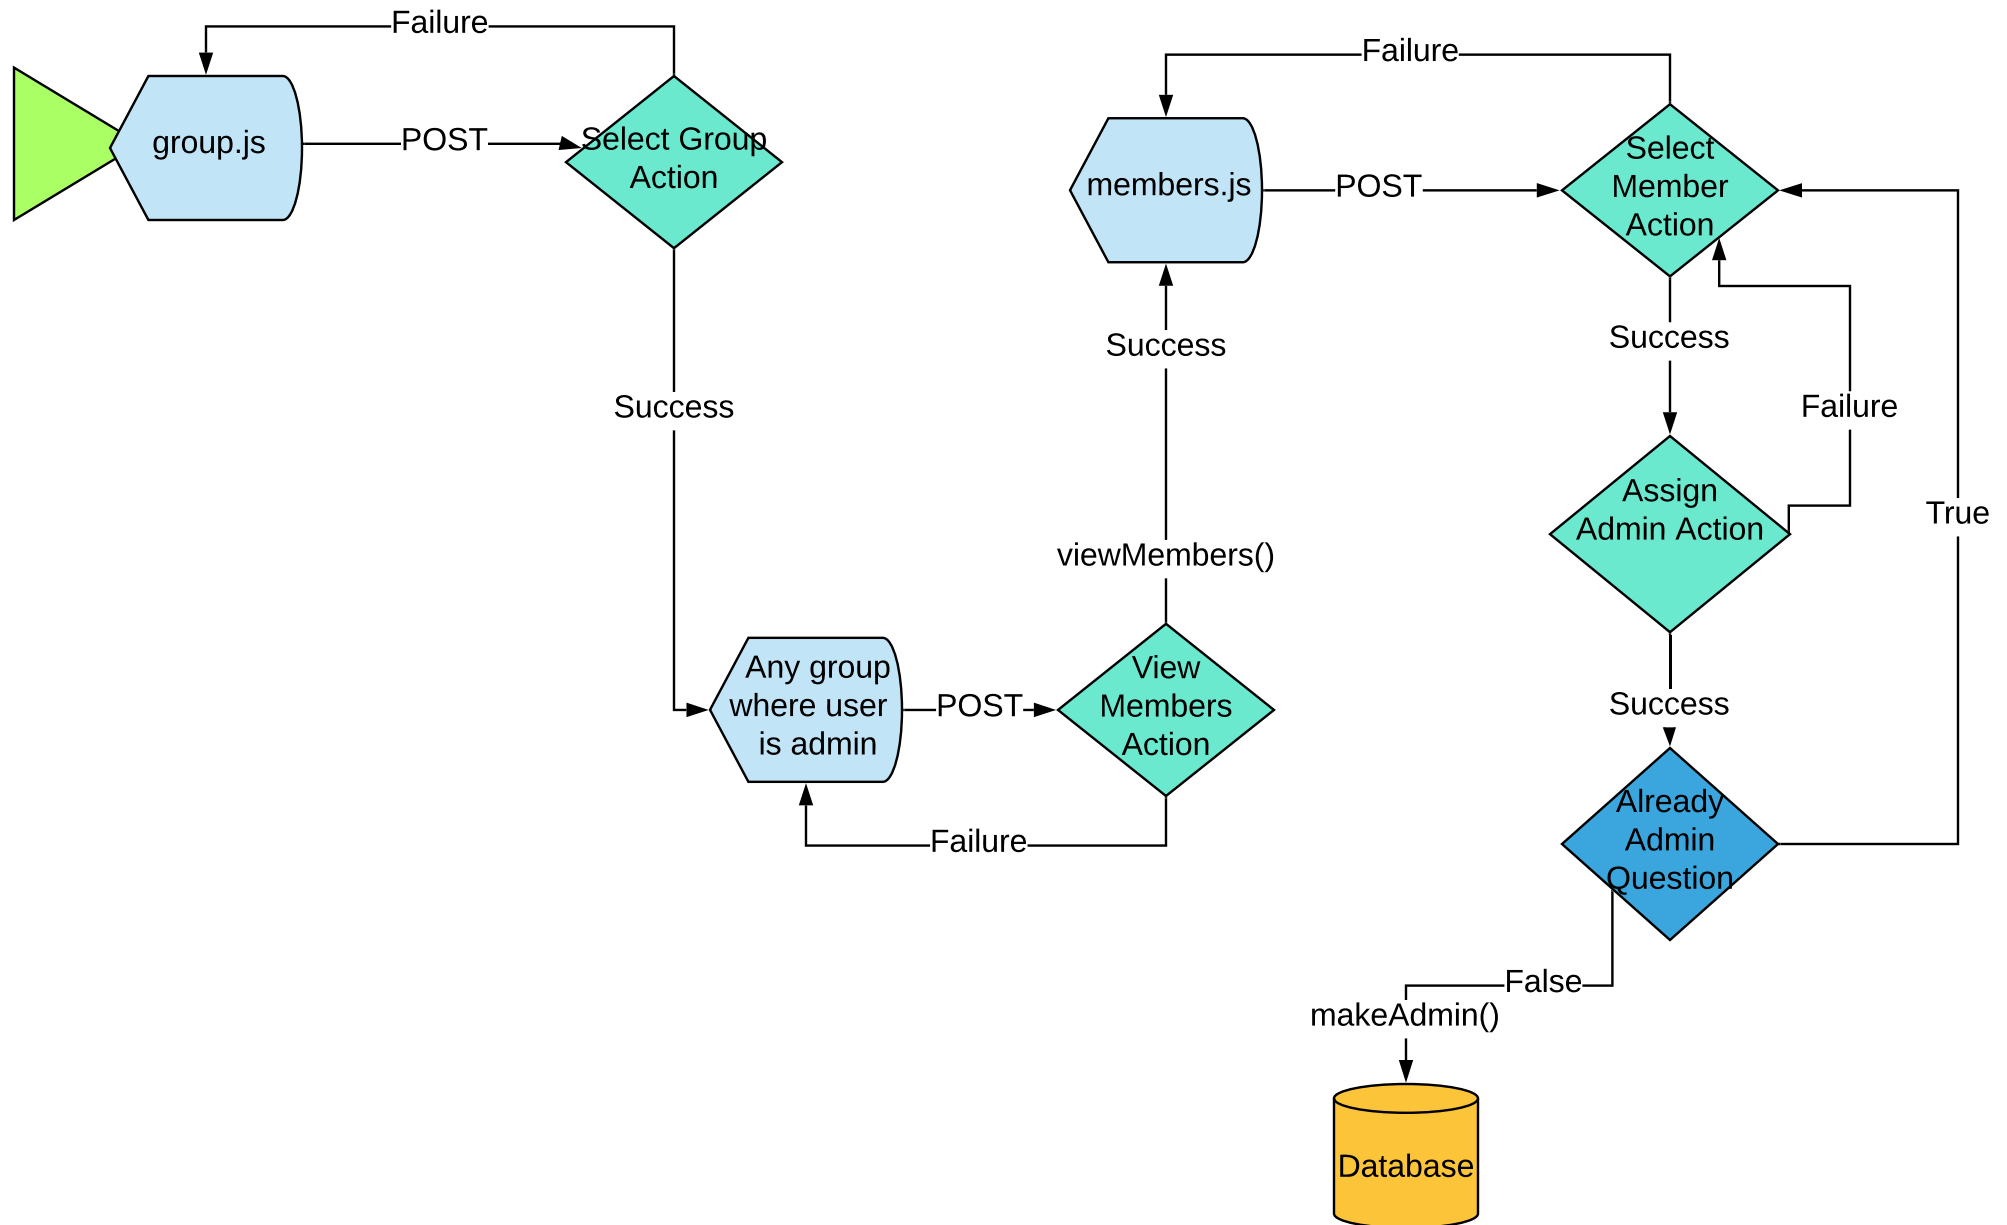 Failure
group.js
POST
Select Group
Action
Success
Any group
where user
is admin
POST
View
Members
Action
Failure
viewMembers()
Success
members.js
Failure
POST
Select
Member
Action
Success
Failure
Assign
Admin Action
True
Success
Already
Admin
Question
False
makeAdmin()
Database